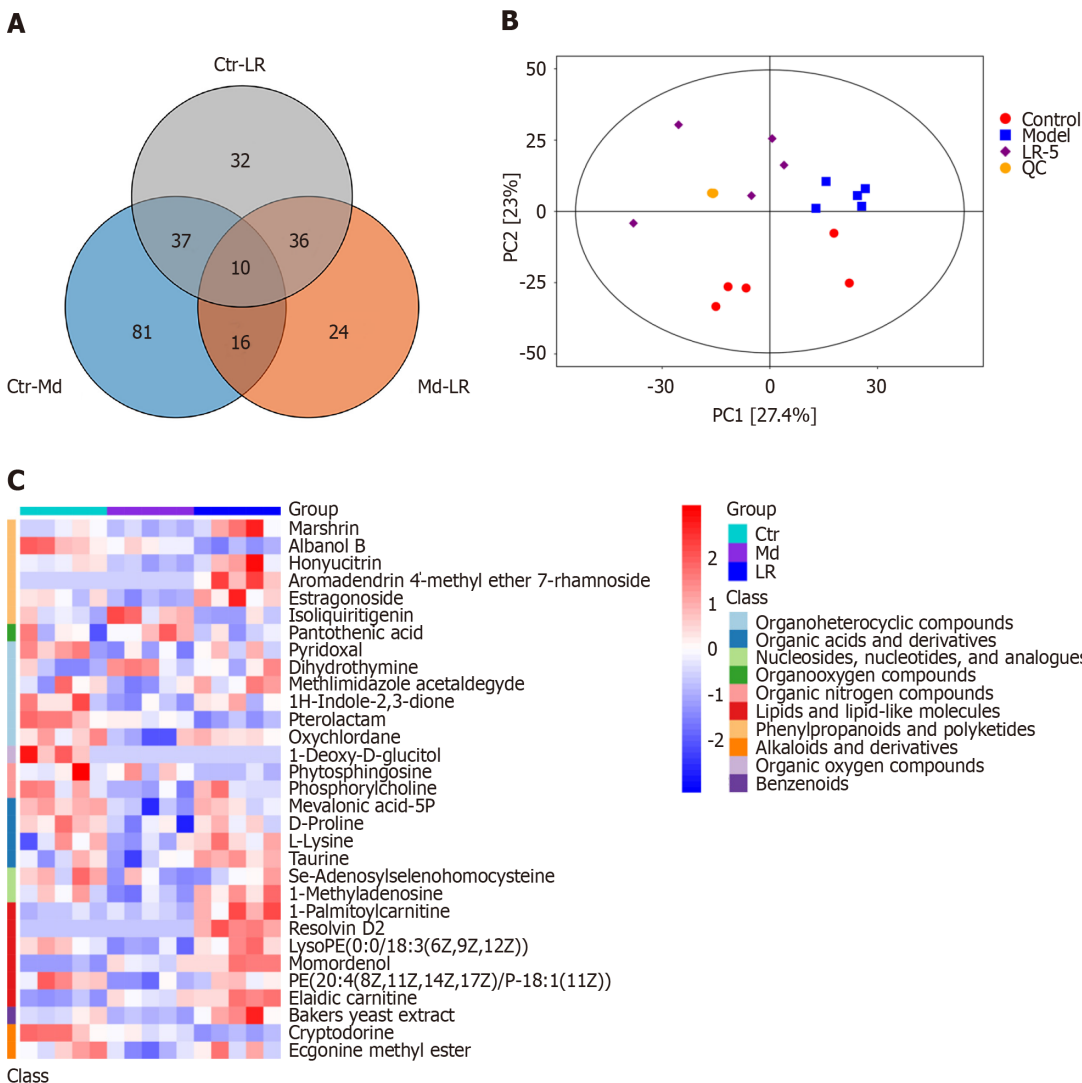 A
Ctr-LR
32
37
36
10
81
16
24
Ctr-Md
Md-LR
B
50
25
0
-25
-50
PC2 [23%]
-30
0
30
PC1 [27.4%]
Control
Model
LR-5
QC
C
Group
Marshrin
Albanol B
Honyucitrin
Aromadendrin 4'-methyl ether 7-rhamnoside
Estragonoside
Isoliquiritigenin
Pantothenic acid
Pyridoxal
Dihydrothymine
Methlimidazole acetaldegyde
1H-Indole-2,3-dione
Pterolactam
Oxychlordane
1-Deoxy-D-glucitol
Phytosphingosine
Phosphorylcholine
Mevalonic acid-5P
D-Proline
L-Lysine
Taurine
Se-Adenosylselenohomocysteine
1-Methyladenosine
1-Palmitoylcarnitine
Resolvin D2
LysoPE(0:0/18:3(6Z,9Z,12Z))
Momordenol
PE(20:4(8Z,11Z,14Z,17Z)/P-18:1(11Z))
Elaidic carnitine
Bakers yeast extract
Cryptodorine
Ecgonine methyl ester
Class
2
1
0
-1
-2
Group
Ctr
Md
LR
Class
Organoheterocyclic compounds
Organic acids and derivatives
Nucleosides, nucleotides, and analogues
Organooxygen compounds
Organic nitrogen compounds
Lipids and lipid-like molecules
Phenylpropanoids and polyketides
Alkaloids and derivatives
Organic oxygen compounds
Benzenoids